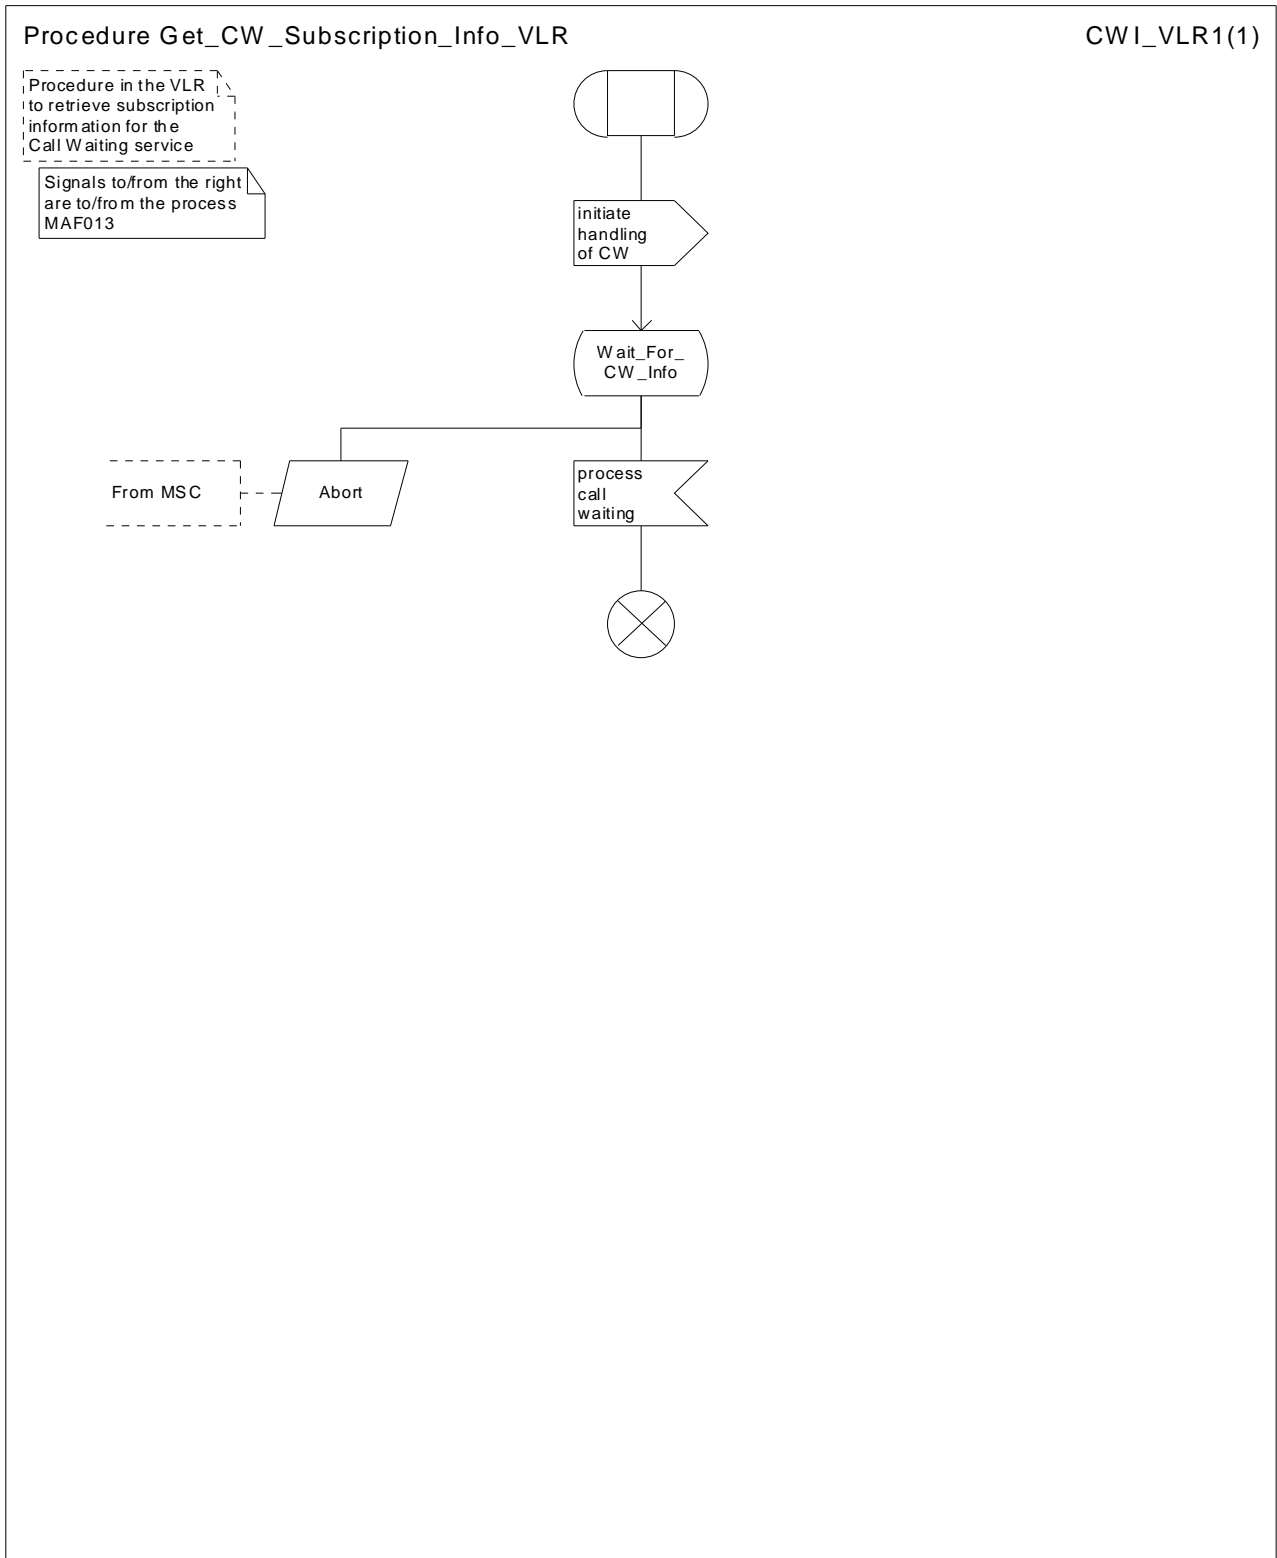 Procedure Get_CW_Subscription_Info_VLR
CWI_VLR1(1)
Procedure in the VLR
to retrieve subscription
information for the
Call Waiting service
Signals to/from the right
are to/from the process
MAF013
initiate
handling
of CW
Wait_For_
CW_Info
From MSC
Abort
process
call
waiting